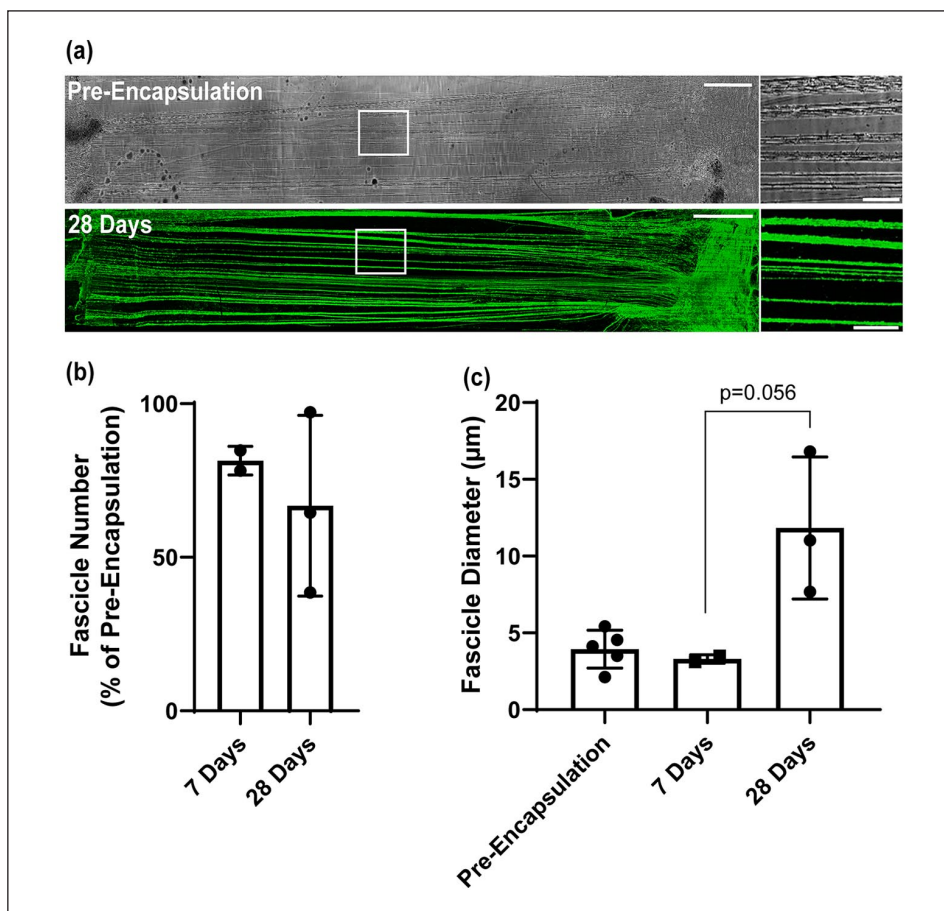 (a)
Pre-Encapsulation
28 Days
(b)
Fascicle Number
(% of Pre-Encapsulation)
100
50
0
7 Days
28 Days
(c)
Fascicle Diameter (µm)
20
15
10
5
0
p=0.056
Pre-Encapsulation
7 Days
28 Days